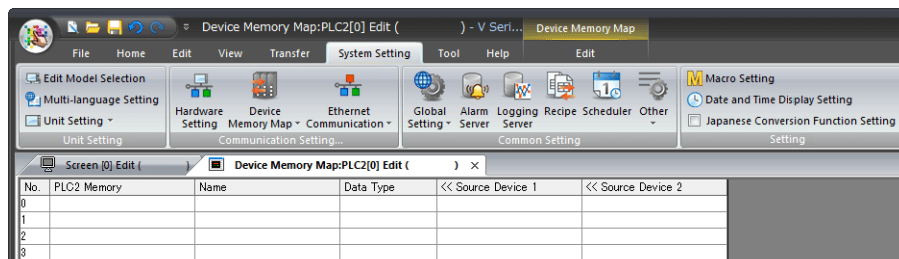 Device Memory Map:PLC2[0] Edit (            ) - V Seri... Device Memory Map
File Home Edit View Transfer System Setting Tool Help Edit
Edit Model Selection
Multi-language Setting
Unit Setting
Unit Setting
Hardware Setting
Device Memory Map
Ethernet Communication
Communication Setting...
Global Setting
Alarm Server
Logging Server
Recipe
Scheduler
Other
Common Setting
Macro Setting
Date and Time Display Setting
Japanese Conversion Function Setting
Setting
Screen [0] Edit (            ) Device Memory Map:PLC2[0] Edit (            ) ×
No. PLC2 Memory Name Data Type << Source Device 1 << Source Device 2
0
1
2
3